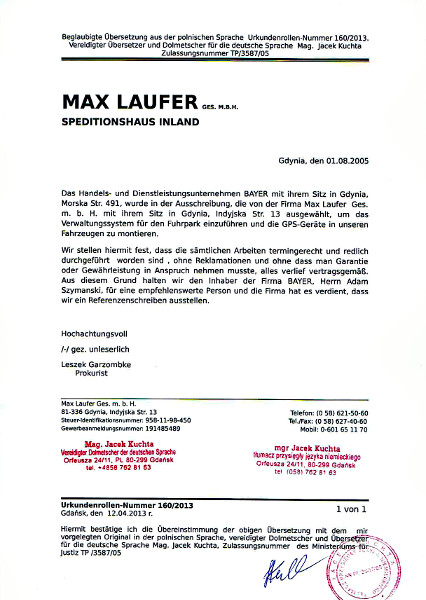 Beglaubigte Übersetzung aus der polnischen Sprache Urkundenrollen-Nummer 160/2013.
Vereidigter Übersetzer und Dolmetscher für die deutsche Sprache Mag. Jacek Kuchta
Zulassungsnummer TP/3587/05
MAX LAUFER GES. M.B.H.
SPEDITIONSHAUS INLAND
Gdynia, den 01.08.2005
Das Handels- und Dienstleistungsunternehmen BAYER mit ihrem Sitz in Gdynia,
Morska Str. 491, wurde in der Ausschreibung, die von der Firma Max Laufer Ges.
m. b. H. mit ihrem Sitz in Gdynia, Indyjska Str. 13 ausgewählt, um das
Verwaltungssystem für den Fuhrpark einzuführen und die GPS-Geräte in unseren
Fahrzeugen zu montieren.
Wir stellen hiermit fest, dass die sämtlichen Arbeiten termingerecht und redlich
durchgeführt worden sind , ohne Reklamationen und ohne dass man Garantie
oder Gewährleistung in Anspruch nehmen musste, alles verlief vertragsgemäß.
Aus diesem Grund halten wir den Inhaber der Firma BAYER, Herrn Adam
Szymanski, für eine empfehlenswerte Person und die Firma hat es verdient, dass
wir ein Referenzenschreiben ausstellen.
Hochachtungsvoll
/-/ gez. unleserlich
Leszek Garzombke
Prokurist
Max Laufer Ges. m. b. H.
81-336 Gdynia, Indyjska Str. 13
Steuer-Identifikationsnummer: 958-11-98-450
Gewerbeanmeldungsnummer: 191485489
Telefon: (0 58) 621-50-60
Tel./Fax: (0 58) 627-40-60
Mobil: 0-601 65 11 70
Mag. Jacek Kuchta
Vereidigter Dolmetscher der deutschen Sprache
Orfeusza 24/11, PL 80-299 Gdańsk
tel. +4858 762 81 63
mgr Jacek Kuchta
tłumacz przysięgły języka niemieckiego
Orfeusza 24/11, 80-299 Gdańsk
tel (058) 762 81 63
Urkundenrollen-Nummer 160/2013
Gdańsk, den 12.04.2013 r.
1 von 1
Hiermit bestätige ich die Übereinstimmung der obigen Übersetzung mit dem mir
vorgelegten Original in der polnischen Sprache, vereidigter Dolmetscher und Übersetzer
für die deutsche Sprache Mag. Jacek Kuchta, Zulassungsnummer des Ministeriums für
Justiz TP /3587/05